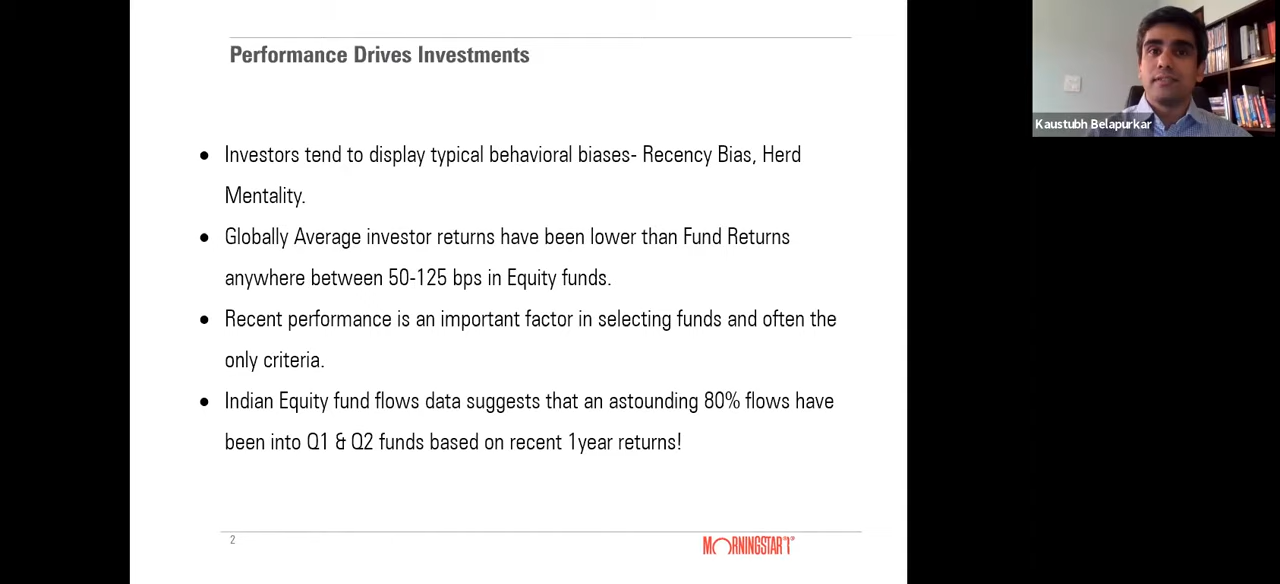 Performance Drives Investments
Kaustubh Belapurkar
• Investors tend to display typical behavioral biases- Recency Bias, Herd
Mentality.
• Globally Average investor returns have been lower than Fund Returns
anywhere between 50-125 bps in Equity funds.
• Recent performance is an important factor in selecting funds and often the
only criteria.
• Indian Equity fund flows data suggests that an astounding 80% flows have
been into Q1 & Q2 funds based on recent 1year returns!
2
MORNINGSTAR®